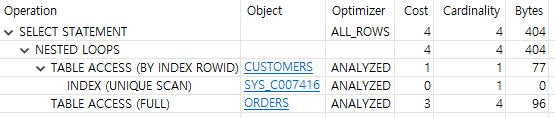 Operation Object Optimizer Cost Cardinality Bytes
SELECT STATEMENT ALL_ROWS 4 4 404
NESTED LOOPS 4 4 404
TABLE ACCESS (BY INDEX ROWID) CUSTOMERS ANALYZED 1 1 77
INDEX (UNIQUE SCAN) SYS_C007416 ANALYZED 0 1 0
TABLE ACCESS (FULL) ORDERS ANALYZED 3 4 96